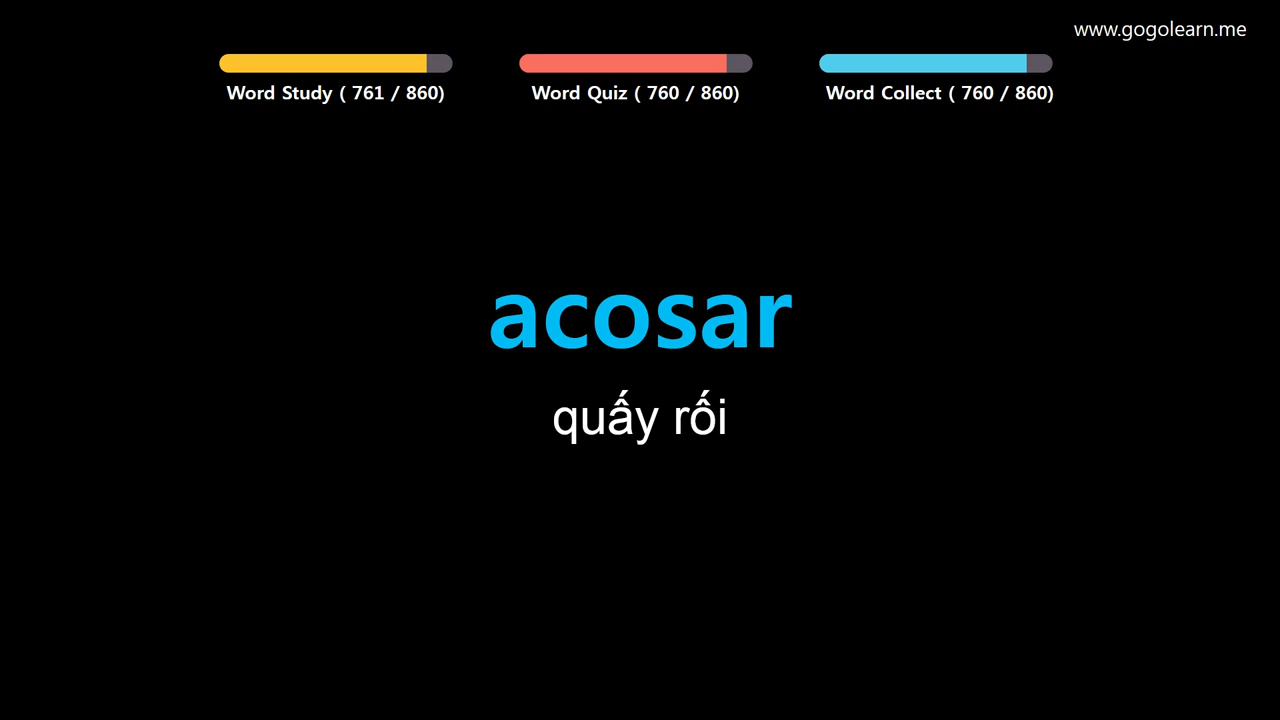 www.gogolearn.me
Word Study ( 761 / 860)
Word Quiz ( 760 / 860)
Word Collect ( 760 / 860)
acosar
quấy rối